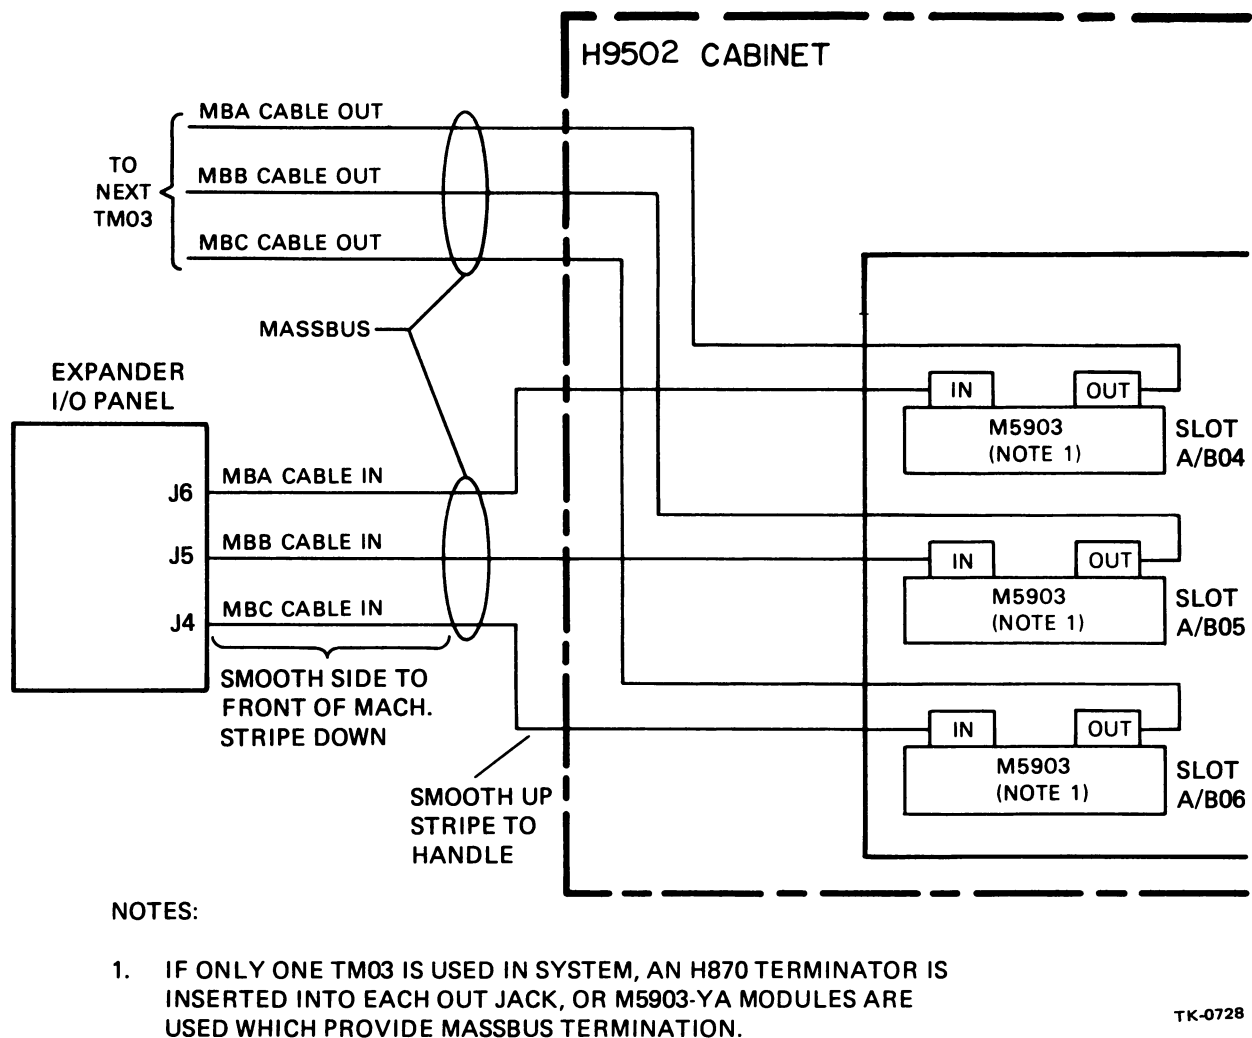 H9502 CABINET
MBA CABLE OUT
MBB CABLE OUT
MBC CABLE OUT
TO
NEXT
TM03
MASSBUS
EXPANDER
I/O PANEL
J6
MBA CABLE IN
J5
MBB CABLE IN
J4
MBC CABLE IN
SMOOTH SIDE TO
FRONT OF MACH.
STRIPE DOWN
SMOOTH UP
STRIPE TO
HANDLE
IN
OUT
M5903
(NOTE 1)
SLOT
A/B04
IN
OUT
M5903
(NOTE 1)
SLOT
A/B05
IN
OUT
M5903
(NOTE 1)
SLOT
A/B06
NOTES:
1. IF ONLY ONE TM03 IS USED IN SYSTEM, AN H870 TERMINATOR IS
INSERTED INTO EACH OUT JACK, OR M5903-YA MODULES ARE
USED WHICH PROVIDE MASSBUS TERMINATION.
TK-0728